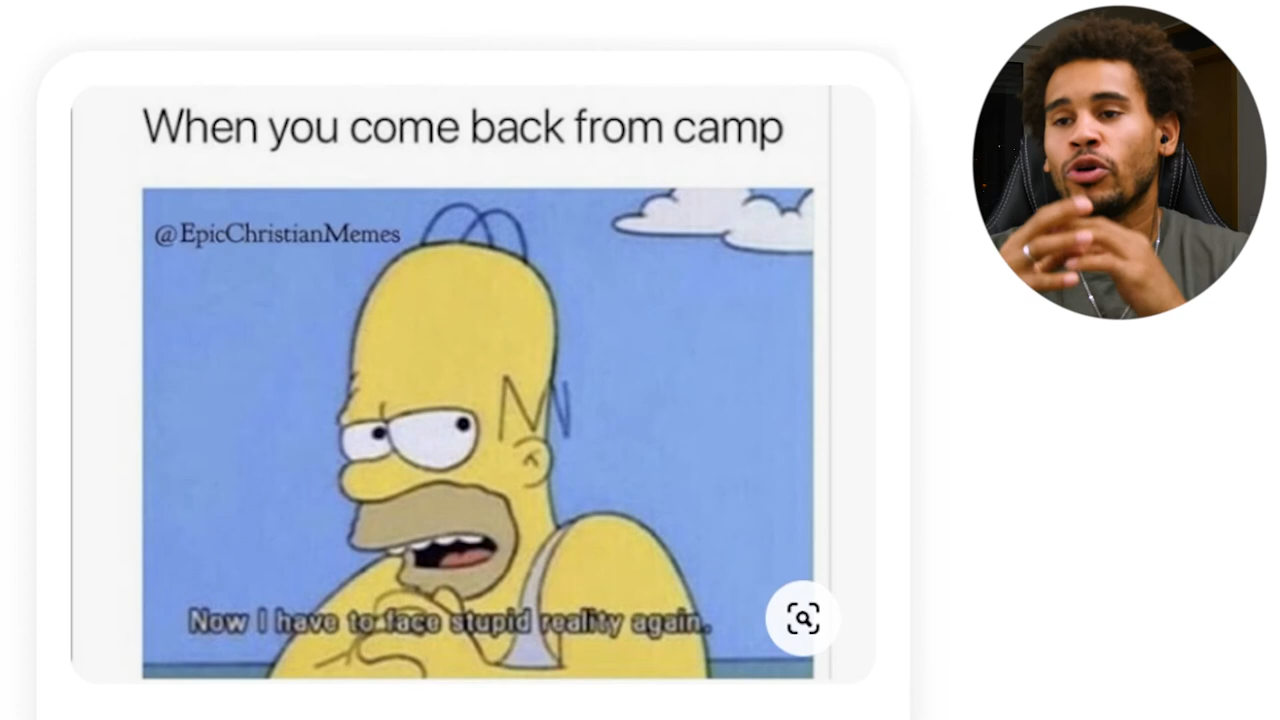 When you come back from camp
@EpicChristianMemes
Now I have to face stupid reality again.